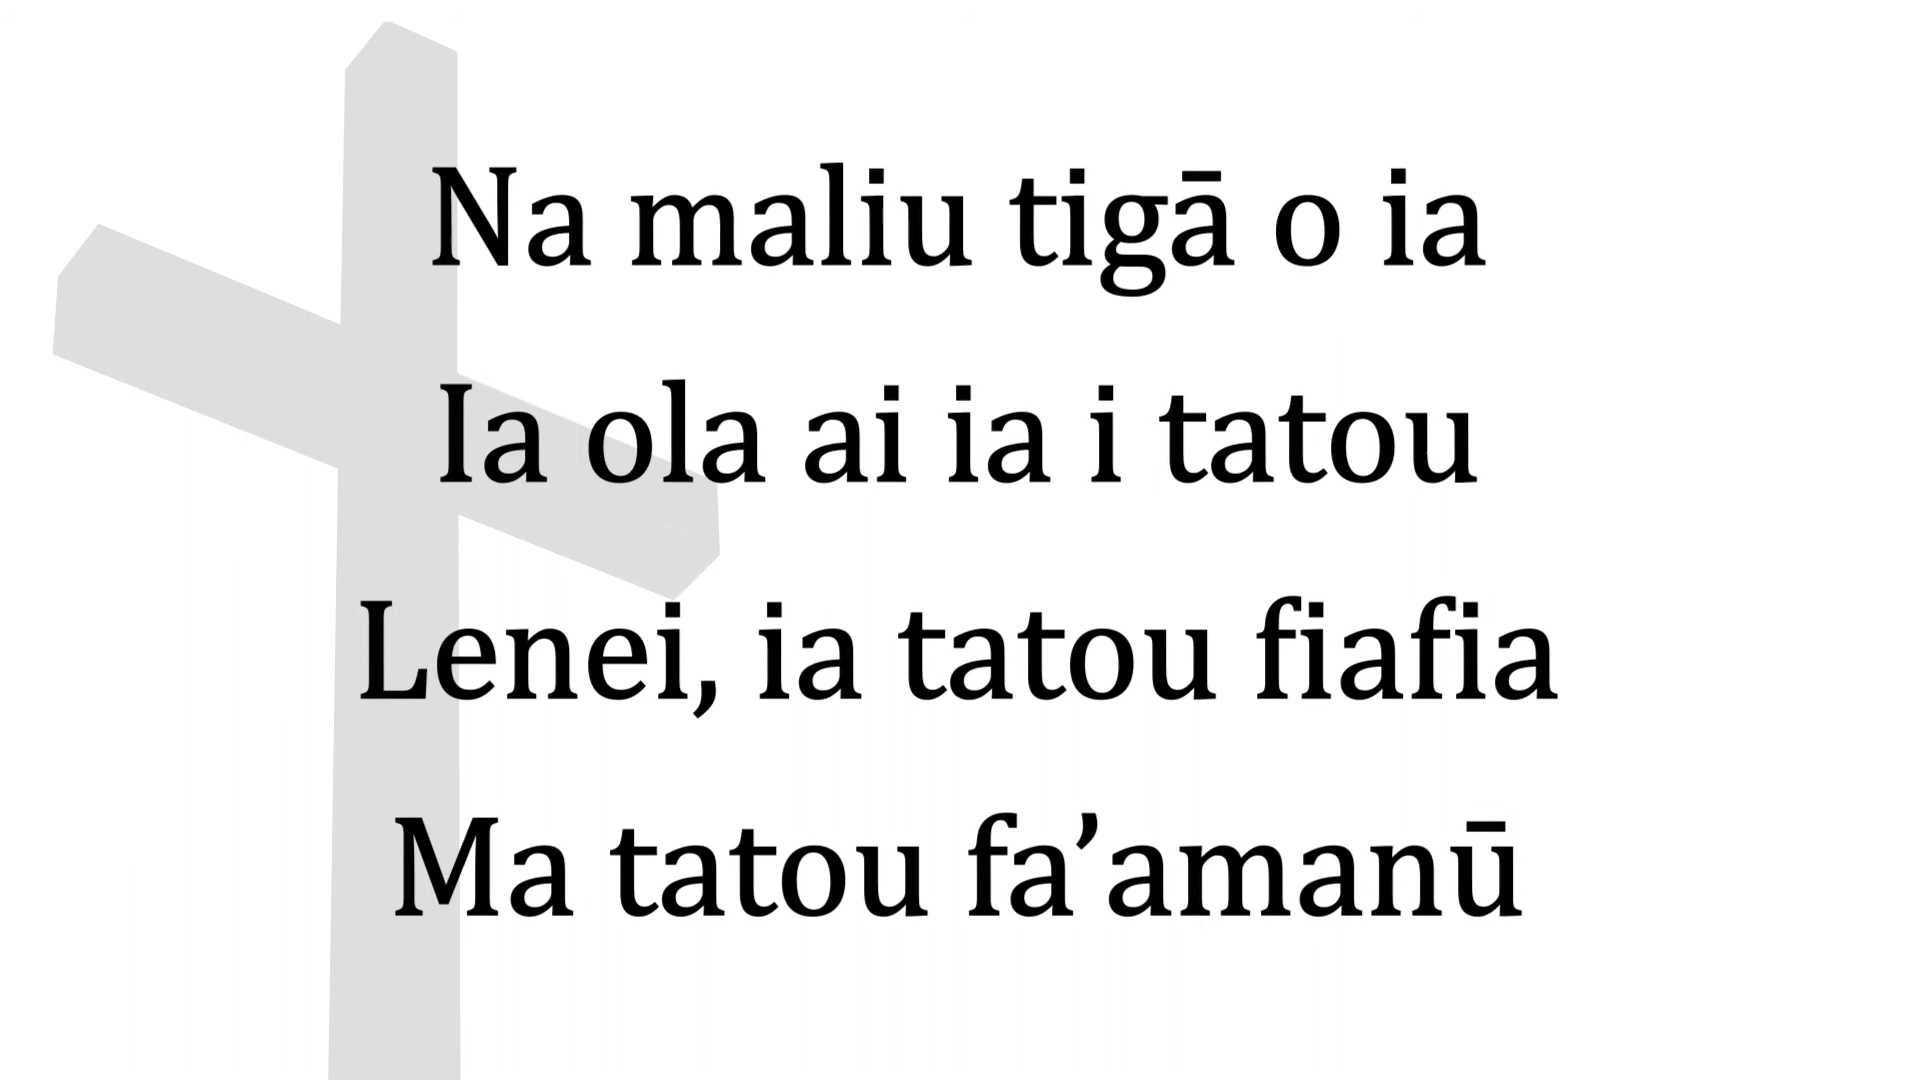 Na maliu tigā o ia
Ia ola ai ia i tatou
Lenei, ia tatou fiafia
Ma tatou fa’amanū